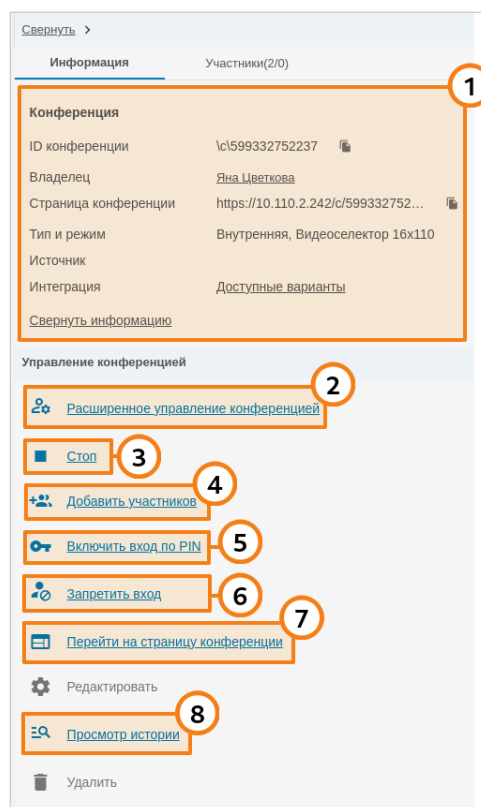 Свернуть >
Информация Участники(2/0)
1
Конференция
ID конференции \c\599332752237
Владелец Яна Цветкова
Страница конференции https://10.110.2.242/c/599332752...
Тип и режим Внутренняя, Видеоселектор 16x110
Источник
Интеграция Доступные варианты
Свернуть информацию
Управление конференцией
2
Расширенное управление конференцией
Стоп 3
4
Добавить участников
Включить вход по PIN 5
Запретить вход 6
7
Перейти на страницу конференции
Редактировать
8
Просмотр истории
Удалить